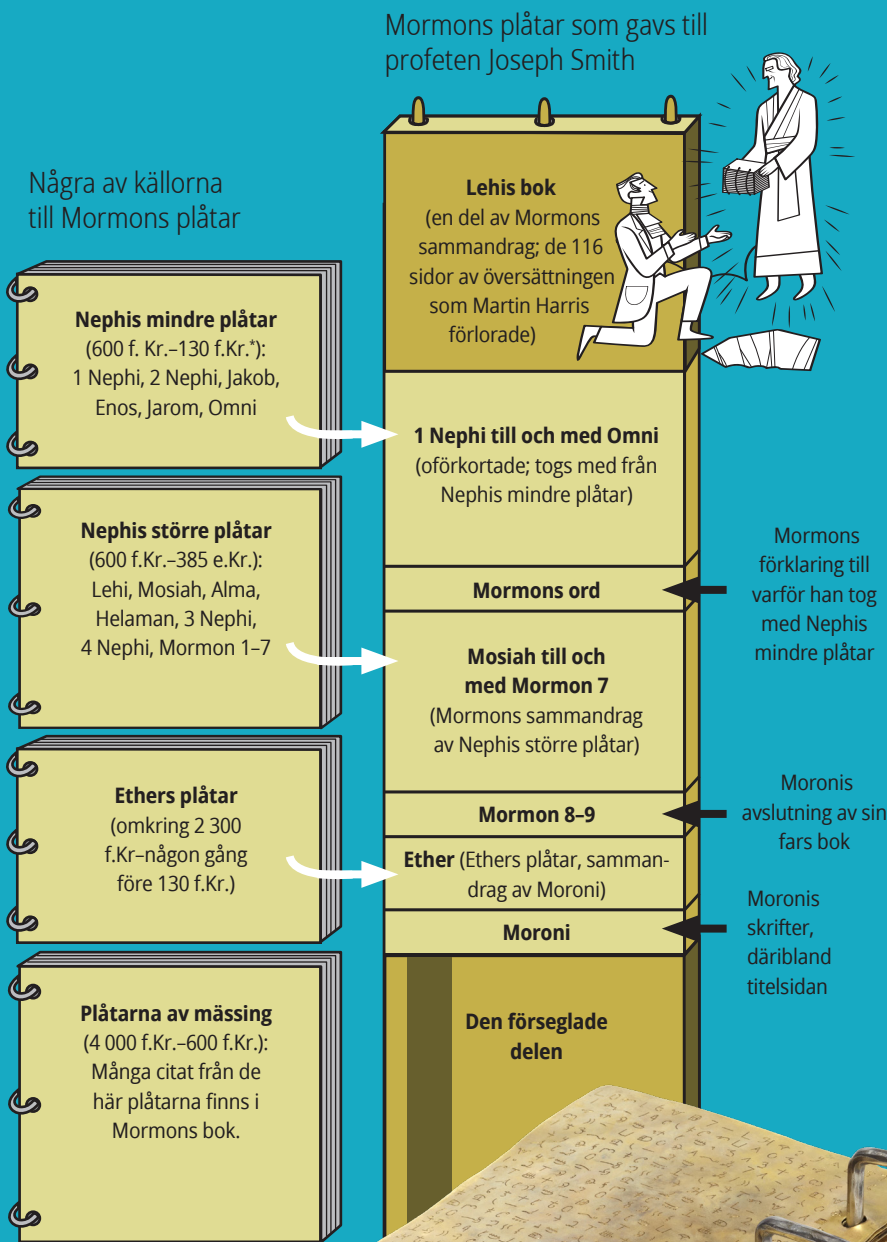 Mormons plåtar som gavs till
profeten Joseph Smith
Några av källorna
till Mormons plåtar
Nephis mindre plåtar
(600 f. Kr.–130 f.Kr.*):
1 Nephi, 2 Nephi, Jakob,
Enos, Jarom, Omni
Nephis större plåtar
(600 f.Kr.–385 e.Kr.):
Lehi, Mosiah, Alma,
Helaman, 3 Nephi,
4 Nephi, Mormon 1–7
Ethers plåtar
(omkring 2 300
f.Kr–någon gång
före 130 f.Kr.)
Plåtarna av mässing
(4 000 f.Kr.–600 f.Kr.):
Många citat från de
här plåtarna finns i
Mormons bok.
Lehis bok
(en del av Mormons
sammandrag; de 116
sidor av översättningen
som Martin Harris
förlorade)
1 Nephi till och med Omni
(oförkortade; togs med från
Nephis mindre plåtar)
Mormons ord
Mosiah till och
med Mormon 7
(Mormons sammandrag
av Nephis större plåtar)
Mormon 8–9
Ether (Ethers plåtar, samman-
drag av Moroni)
Moroni
Den förseglade
delen
Mormons
förklaring till
varför han tog
med Nephis
mindre plåtar
Moronis
avslutning av sin
fars bok
Moronis
skrifter,
däribland
titelsidan